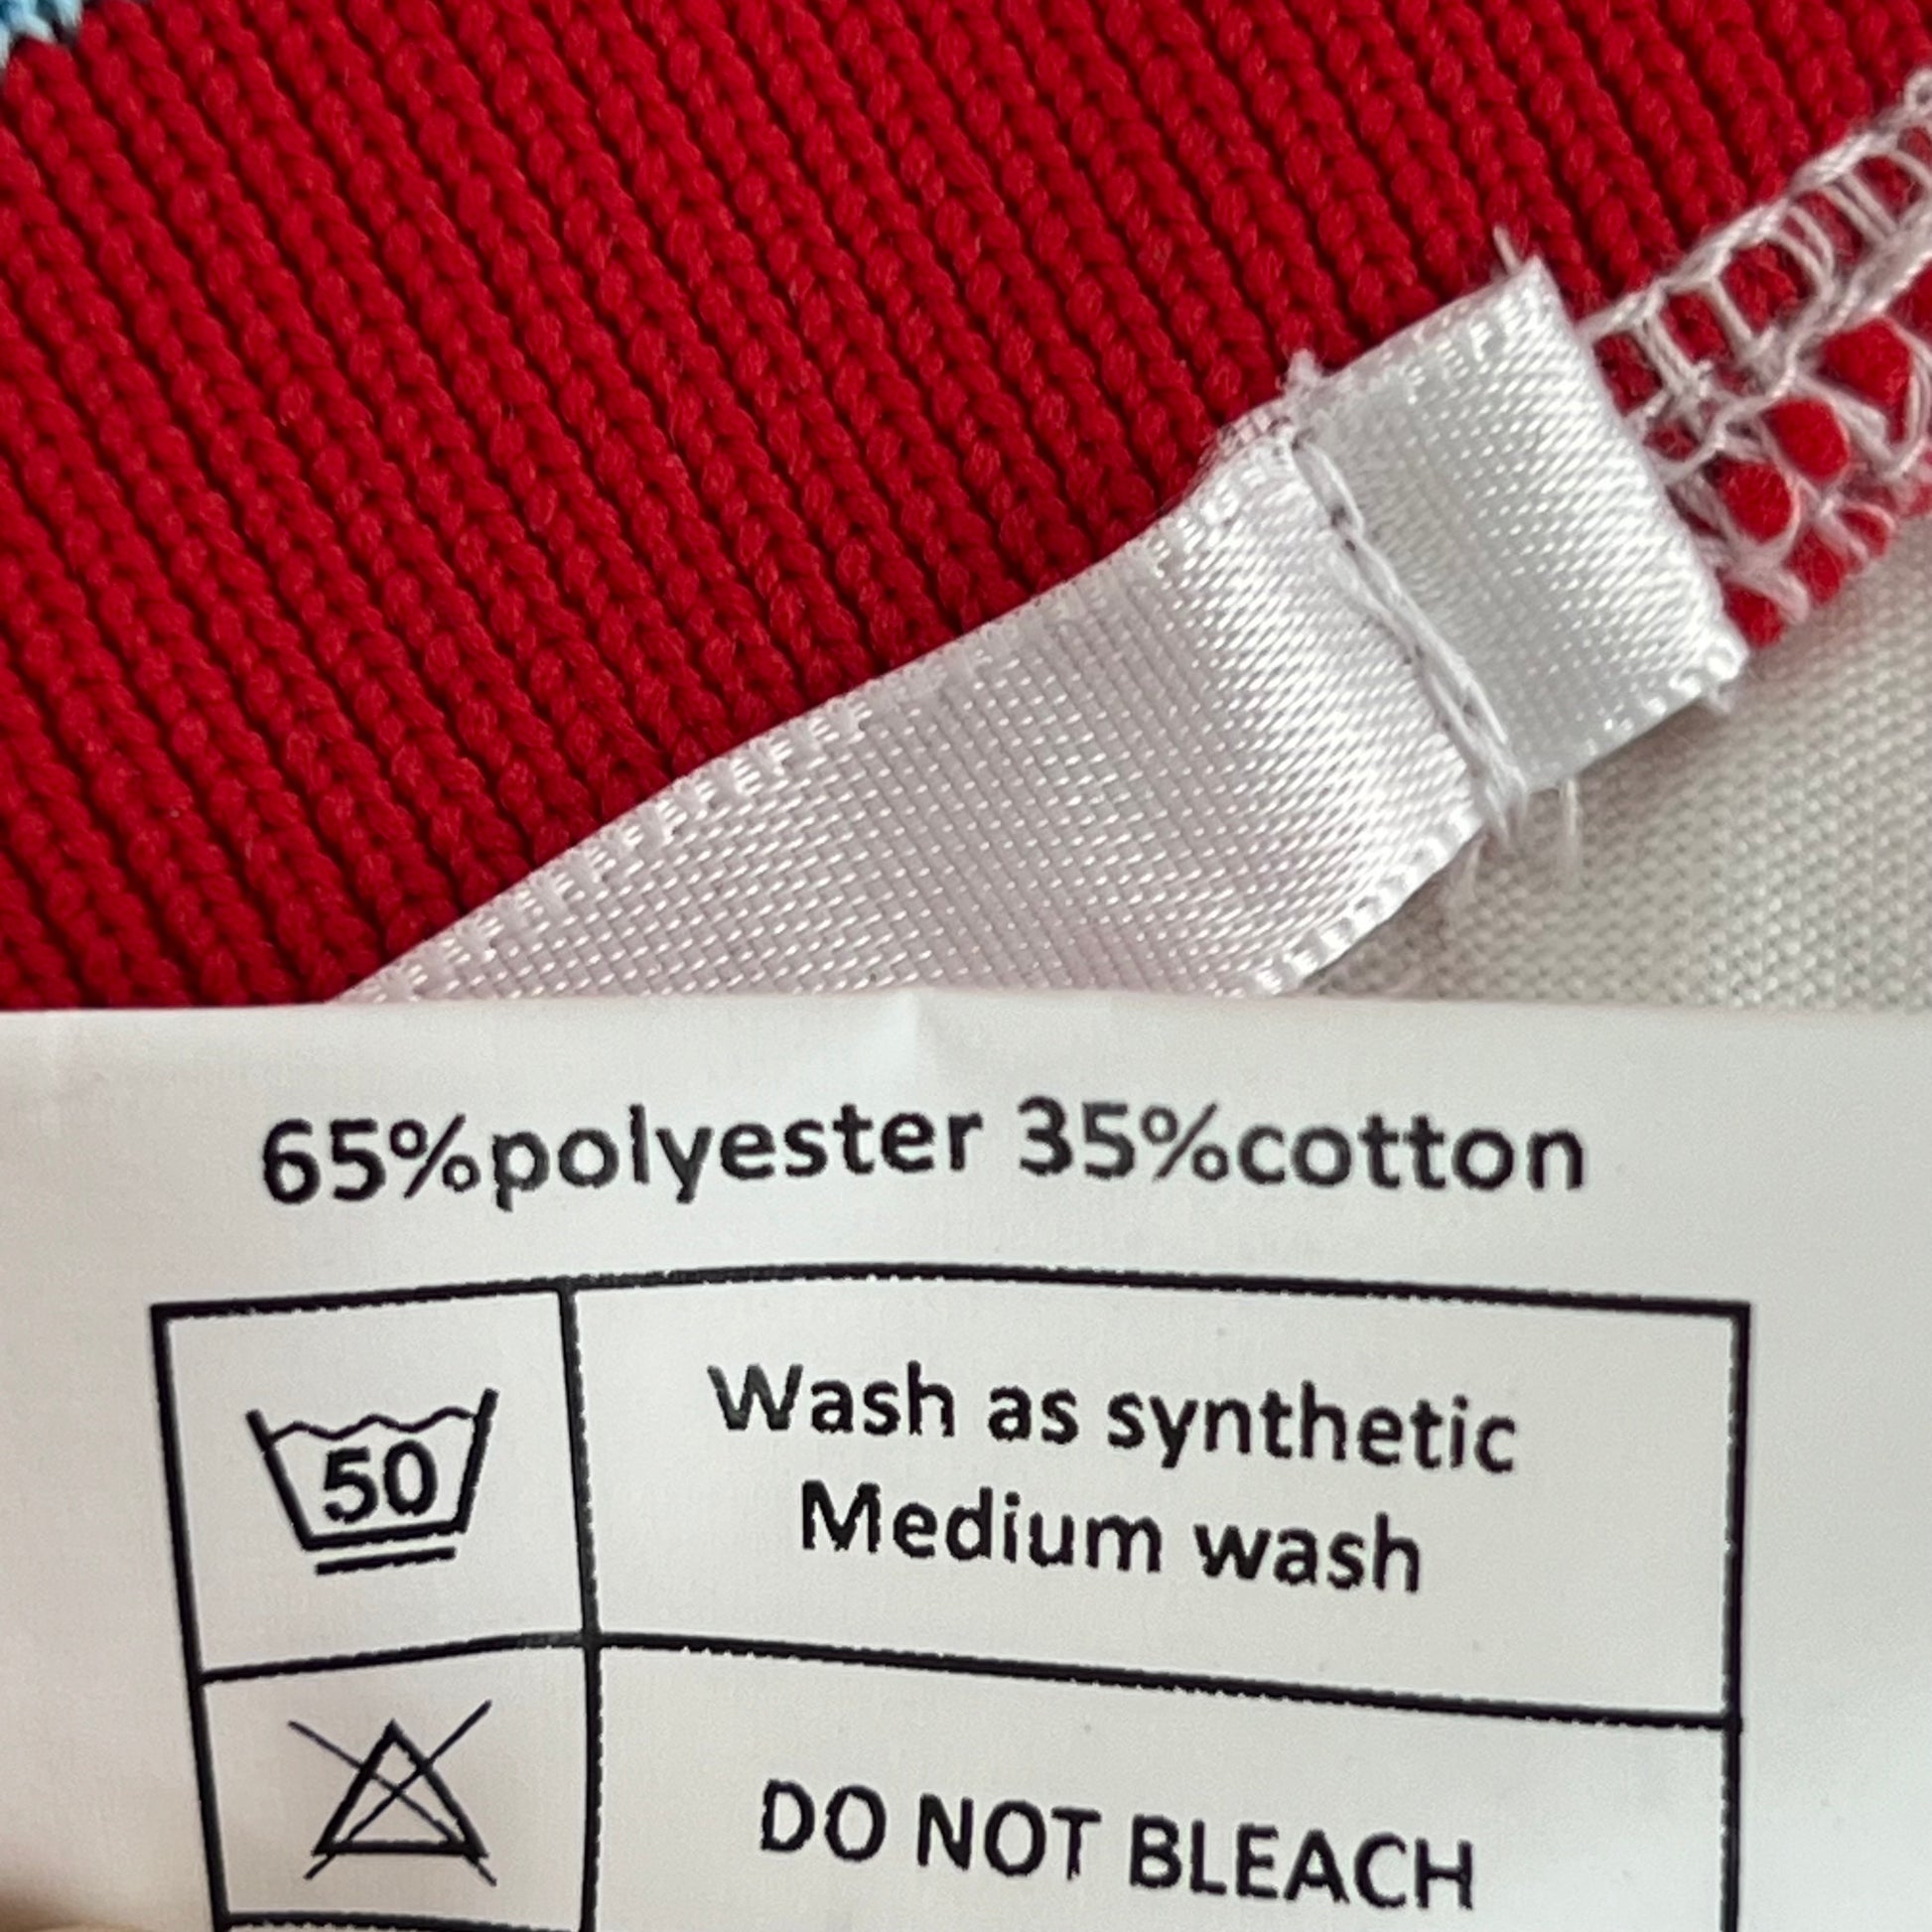 65%polyester 35%cotton
50
Wash as synthetic
Medium wash
DO NOT BLEACH